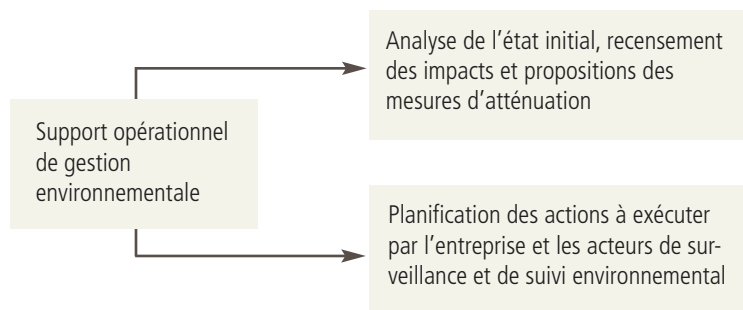 Analyse de l'état initial, recensement
des impacts et propositions des
mesures d'atténuation
Support opérationnel
de gestion
environnementale
Planification des actions à exécuter
par l'entreprise et les acteurs de sur-
veillance et de suivi environnemental